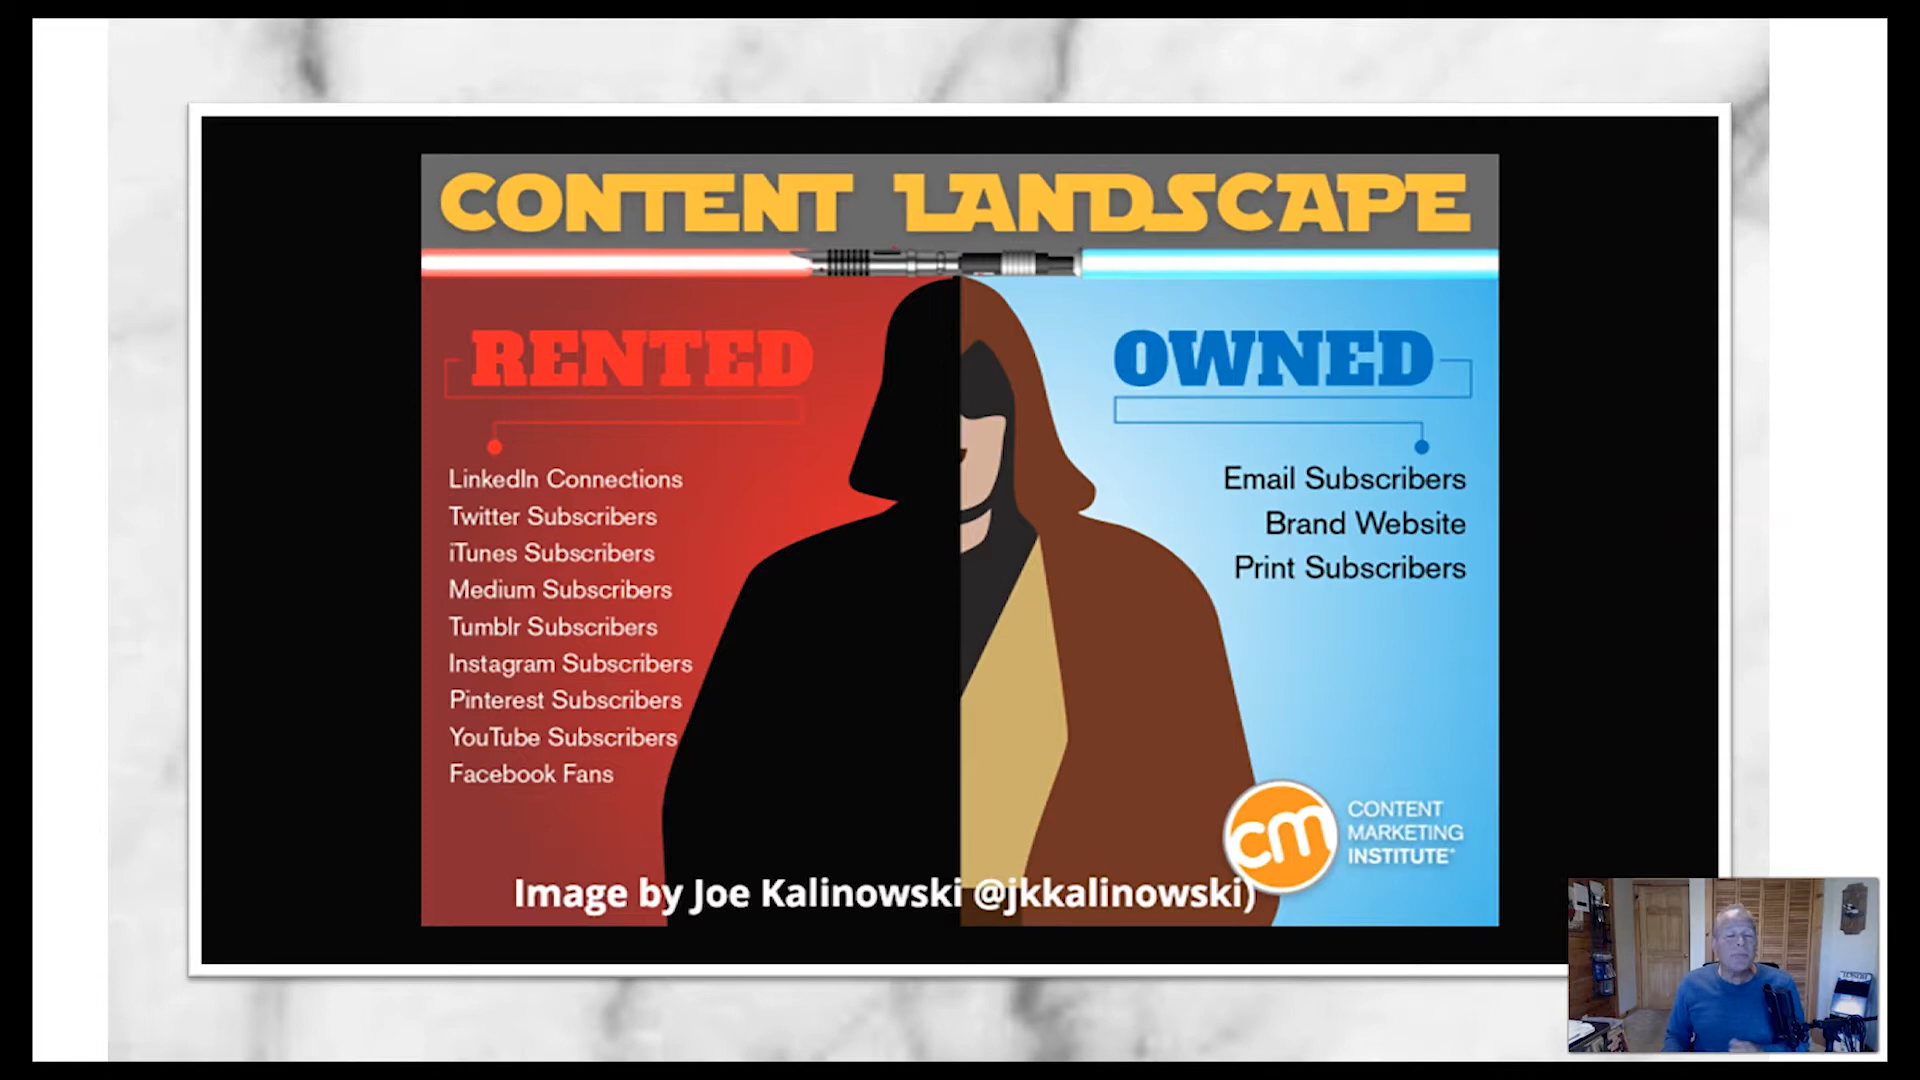 CONTENT LANDSCAPE
RENTED
LinkedIn Connections
Twitter Subscribers
iTunes Subscribers
Medium Subscribers
Tumblr Subscribers
Instagram Subscribers
Pinterest Subscribers
YouTube Subscribers
Facebook Fans
OWNED
Email Subscribers
Brand Website
Print Subscribers
cm
CONTENT
MARKETING
INSTITUTE
Image by Joe Kalinowski @jkkalinowski)